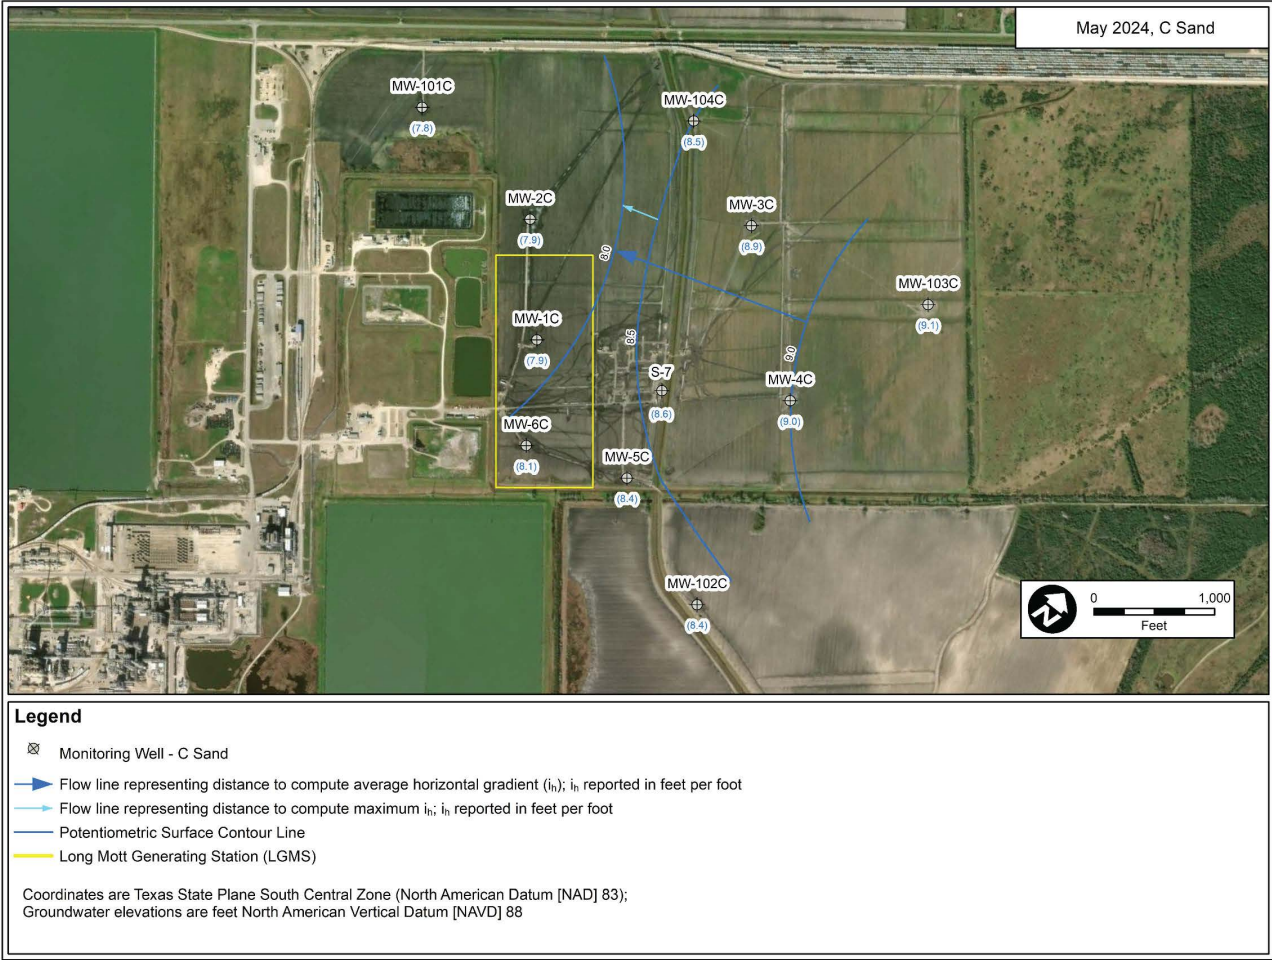 May 2024, C Sand
MW-101C
(7.8)
MW-104C
(8.5)
MW-2C
(7.9)
MW-3C
(8.9)
8.0
MW-103C
(9.1)
MW-1C
(7.9)
8.5
9.0
S-7
(8.6)
MW-4C
(9.0)
MW-6C
(8.1)
MW-5C
(8.4)
MW-102C
(8.4)
N
0 1,000
Feet
Legend
Monitoring Well - C Sand
Flow line representing distance to compute average horizontal gradient (iₕ); iₕ reported in feet per foot
Flow line representing distance to compute maximum iₕ; iₕ reported in feet per foot
Potentiometric Surface Contour Line
Long Mott Generating Station (LGMS)
Coordinates are Texas State Plane South Central Zone (North American Datum [NAD] 83);
Groundwater elevations are feet North American Vertical Datum [NAVD] 88